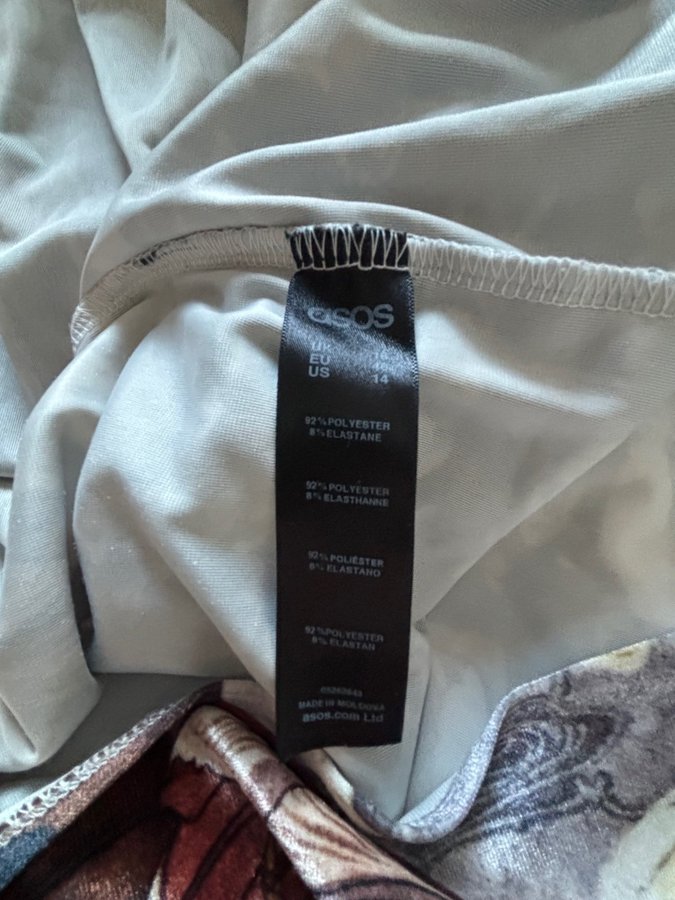 asos
UK
EU
US 14
92%POLYESTER
8%ELASTANE
92%POLYESTER
8%ELASTHANNE
92%POLIÉSTER
8%ELASTANO
92%POLYESTER
8%ELASTAN
MADE IN MOLDOVA
asos.com Ltd